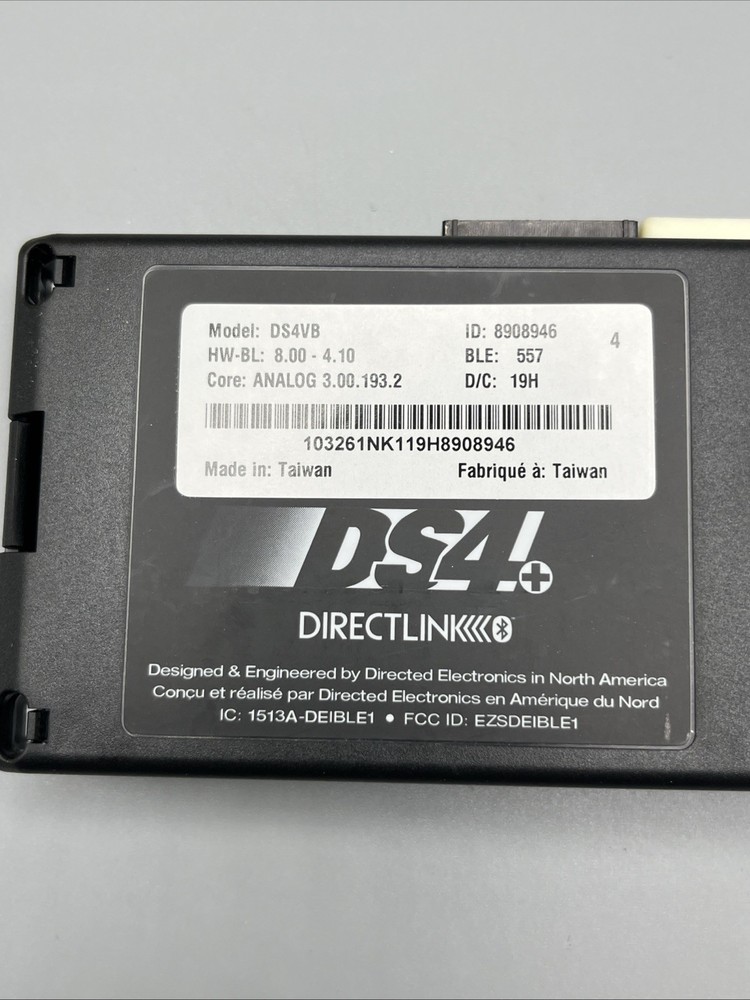 Model: DS4VB ID: 8908946 4
HW-BL: 8.00 - 4.10 BLE: 557
Core: ANALOG 3.00.193.2 D/C: 19H
103261NK119H8908946
Made in: Taiwan Fabriqué à: Taiwan
DS4+
DIRECTLINK
Designed & Engineered by Directed Electronics in North America
Conçu et réalisé par Directed Electronics en Amérique du Nord
IC: 1513A-DEIBLE1 • FCC ID: EZSDEIBLE1